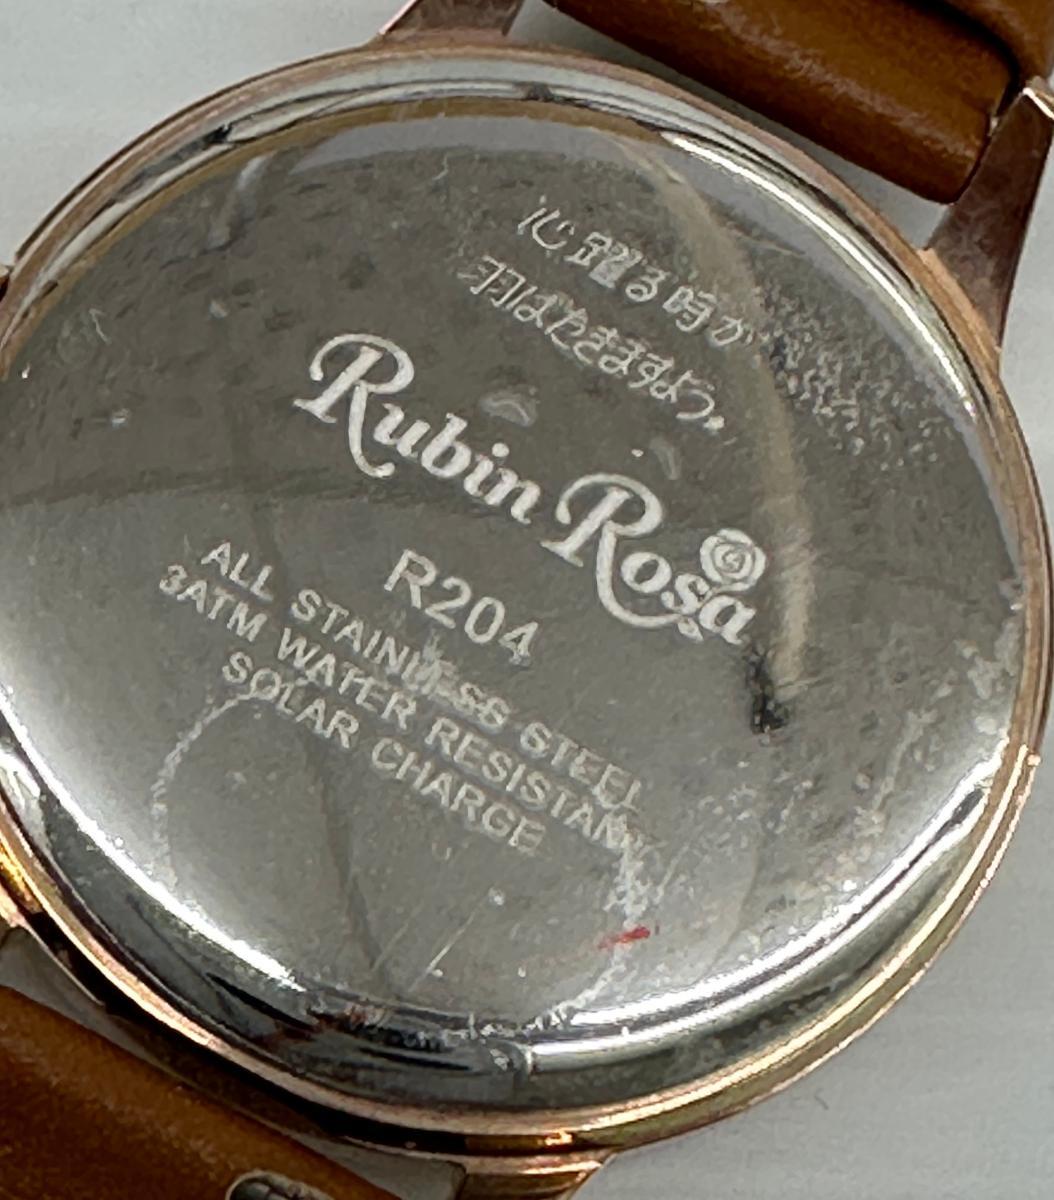 心躍る時が
羽ばたきますよう。
Rubin Rosa
R204
ALL STAINLESS STEEL
3ATM WATER RESISTANT
SOLAR CHARGE